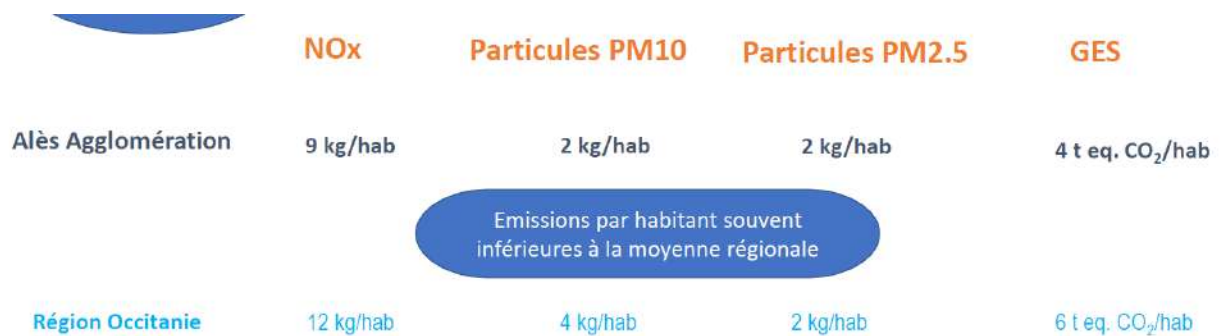 NOx Particules PM10 Particules PM2.5 GES
Alès Agglomération 9 kg/hab 2 kg/hab 2 kg/hab 4 t eq. CO₂/hab
Emissions par habitant souvent
inférieures à la moyenne régionale
Région Occitanie 12 kg/hab 4 kg/hab 2 kg/hab 6 t eq. CO₂/hab